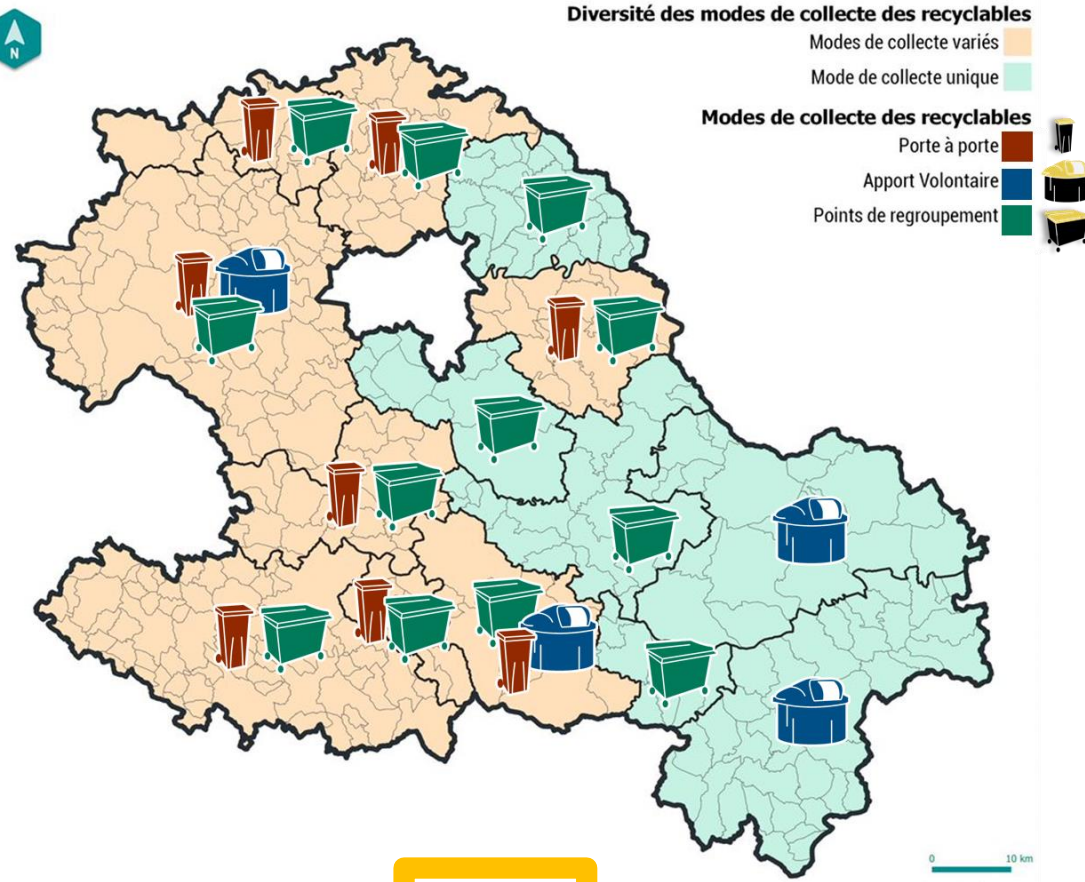 N
Diversité des modes de collecte des recyclables
Modes de collecte variés
Mode de collecte unique
Modes de collecte des recyclables
Porte à porte
Apport Volontaire
Points de regroupement
0 10 km